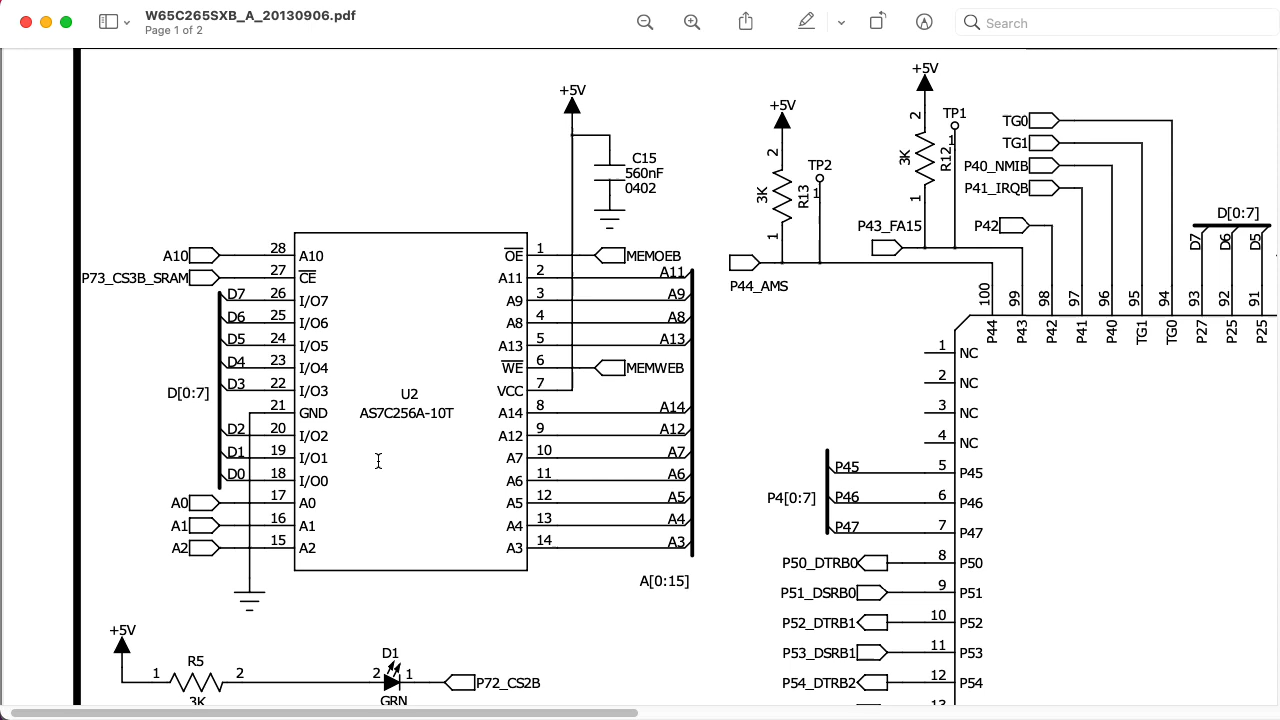 W65C265SXB_A_20130906.pdf
Page 1 of 2
Search
+5V
C15
560nF
0402
+5V
2
3K
R13
1
TP2
1
+5V
2
3K
R12
1
TP1
1
TG0
TG1
P40_NMIB
P41_IRQB
P42
P43_FA15
P44_AMS
D[0:7]
D7
D6
D5
100
99
98
97
96
95
94
93
92
91
P44
P43
P42
P41
P40
TG1
TG0
P27
P25
P25
A10 28 A10
P73_CS3B_SRAM 27 CE
D7 26 I/O7
D6 25 I/O6
D5 24 I/O5
D4 23 I/O4
D3 22 I/O3
21 GND
D2 20 I/O2
D1 19 I/O1
D0 18 I/O0
A0 17 A0
A1 16 A1
A2 15 A2
D[0:7]
U2
AS7C256A-10T
OE 1 MEMOEB
A11 2 A11
A9 3 A9
A8 4 A8
A13 5 A13
WE 6 MEMWEB
VCC 7
A14 8 A14
A12 9 A12
A7 10 A7
A6 11 A6
A5 12 A5
A4 13 A4
A3 14 A3
A[0:15]
1 NC
2 NC
3 NC
4 NC
P45 5 P45
P46 6 P46
P47 7 P47
P4[0:7]
P50_DTRB0 8 P50
P51_DSRB0 9 P51
P52_DTRB1 10 P52
P53_DSRB1 11 P53
P54_DTRB2 12 P54
13
+5V
R5
1 2
3K
D1
2 1
GRN
P72_CS2B